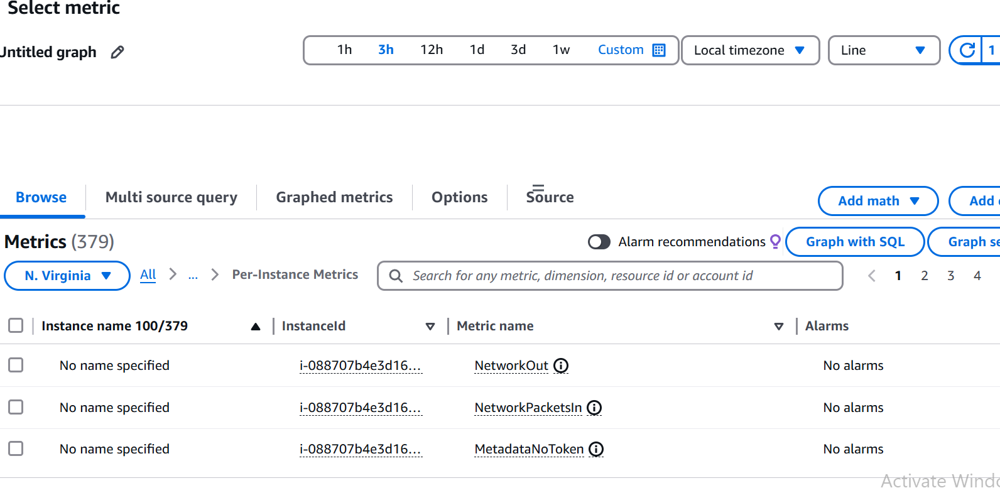 Select metric
Untitled graph
1h 3h 12h 1d 3d 1w Custom Local timezone Line 1
Browse Multi source query Graphed metrics Options Source
Add math Add
Metrics (379) Alarm recommendations Graph with SQL Graph se
N. Virginia All ... Per-Instance Metrics Search for any metric, dimension, resource id or account id 1 2 3 4
Instance name 100/379 InstanceId Metric name Alarms
No name specified i-088707b4e3d16... NetworkOut No alarms
No name specified i-088707b4e3d16... NetworkPacketsIn No alarms
No name specified i-088707b4e3d16... MetadataNoToken No alarms
Activate Windo